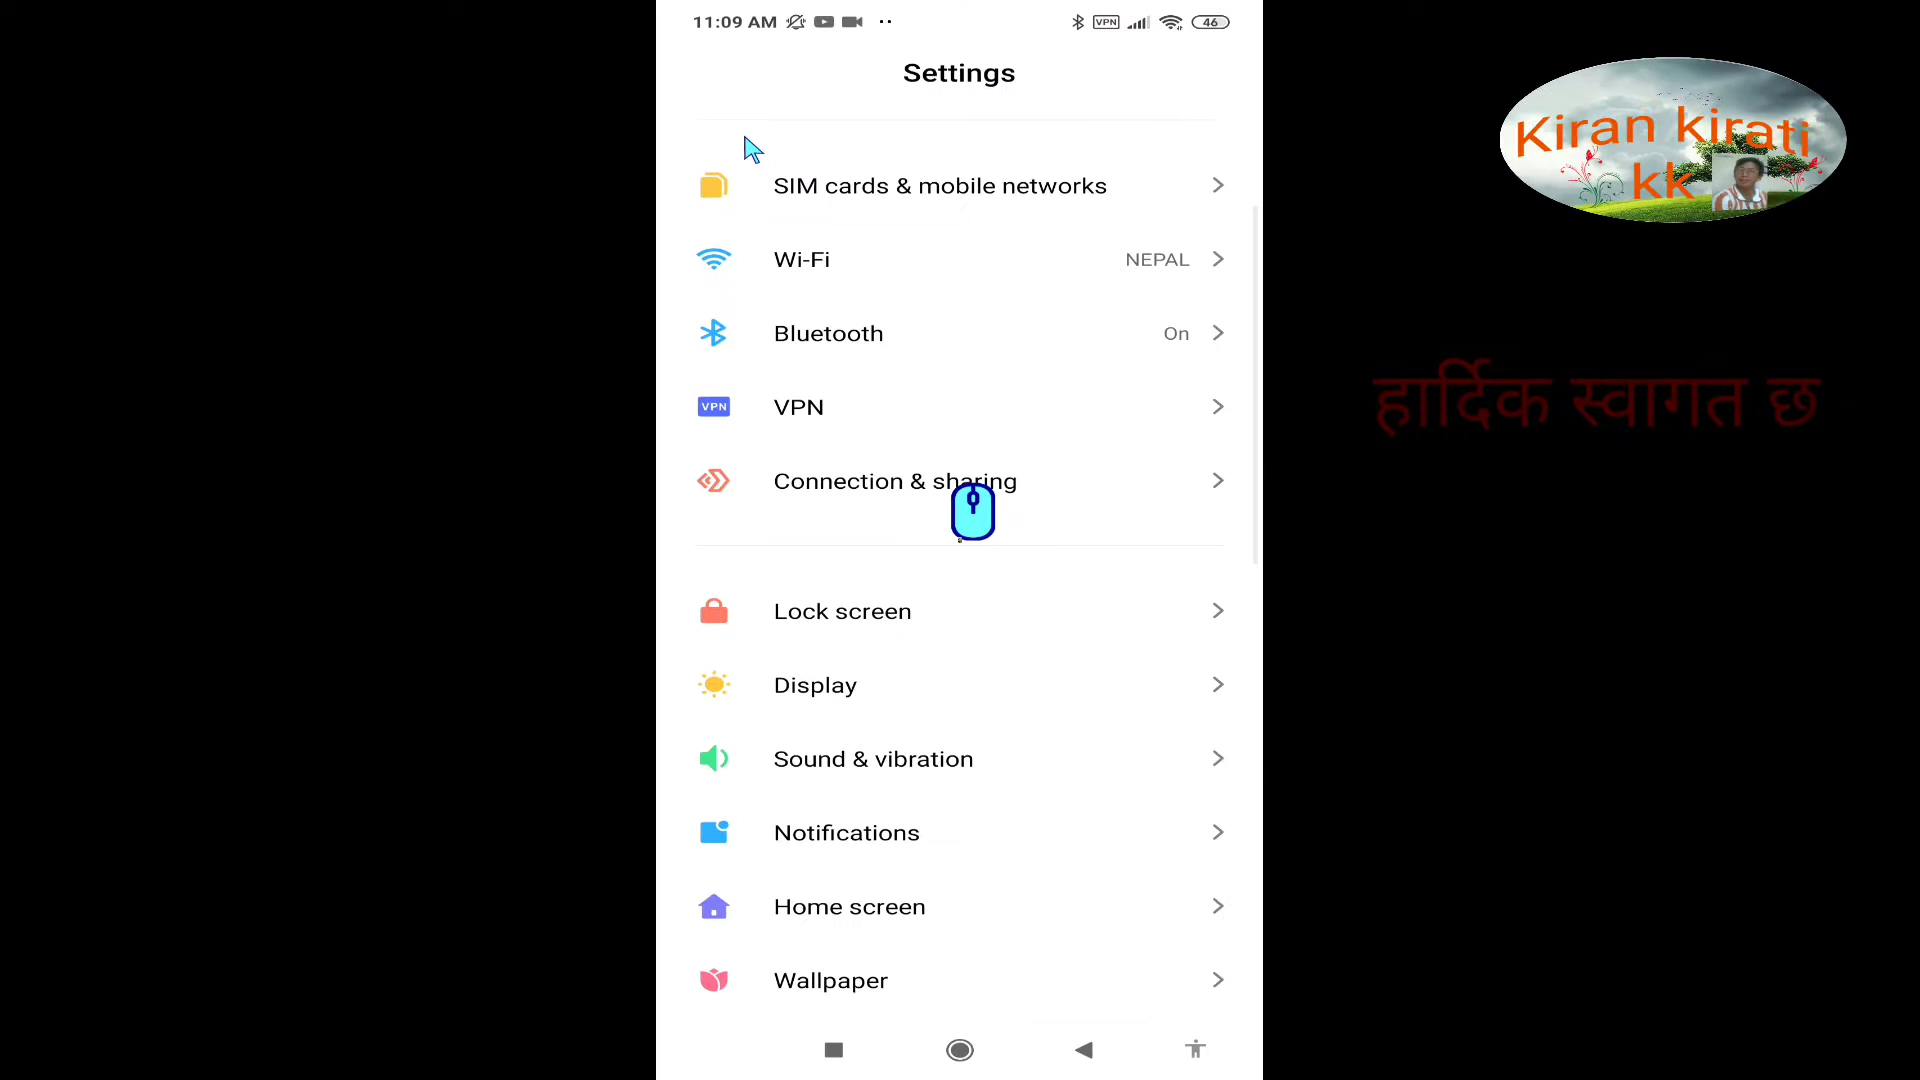 11:09 AM
VPN
46
Settings
SIM cards & mobile networks
Wi-Fi
NEPAL
Bluetooth
On
VPN
VPN
Connection & sharing
Lock screen
Display
Sound & vibration
Notifications
Home screen
Wallpaper
Kiran kirati
kk
हार्दिक स्वागत छ